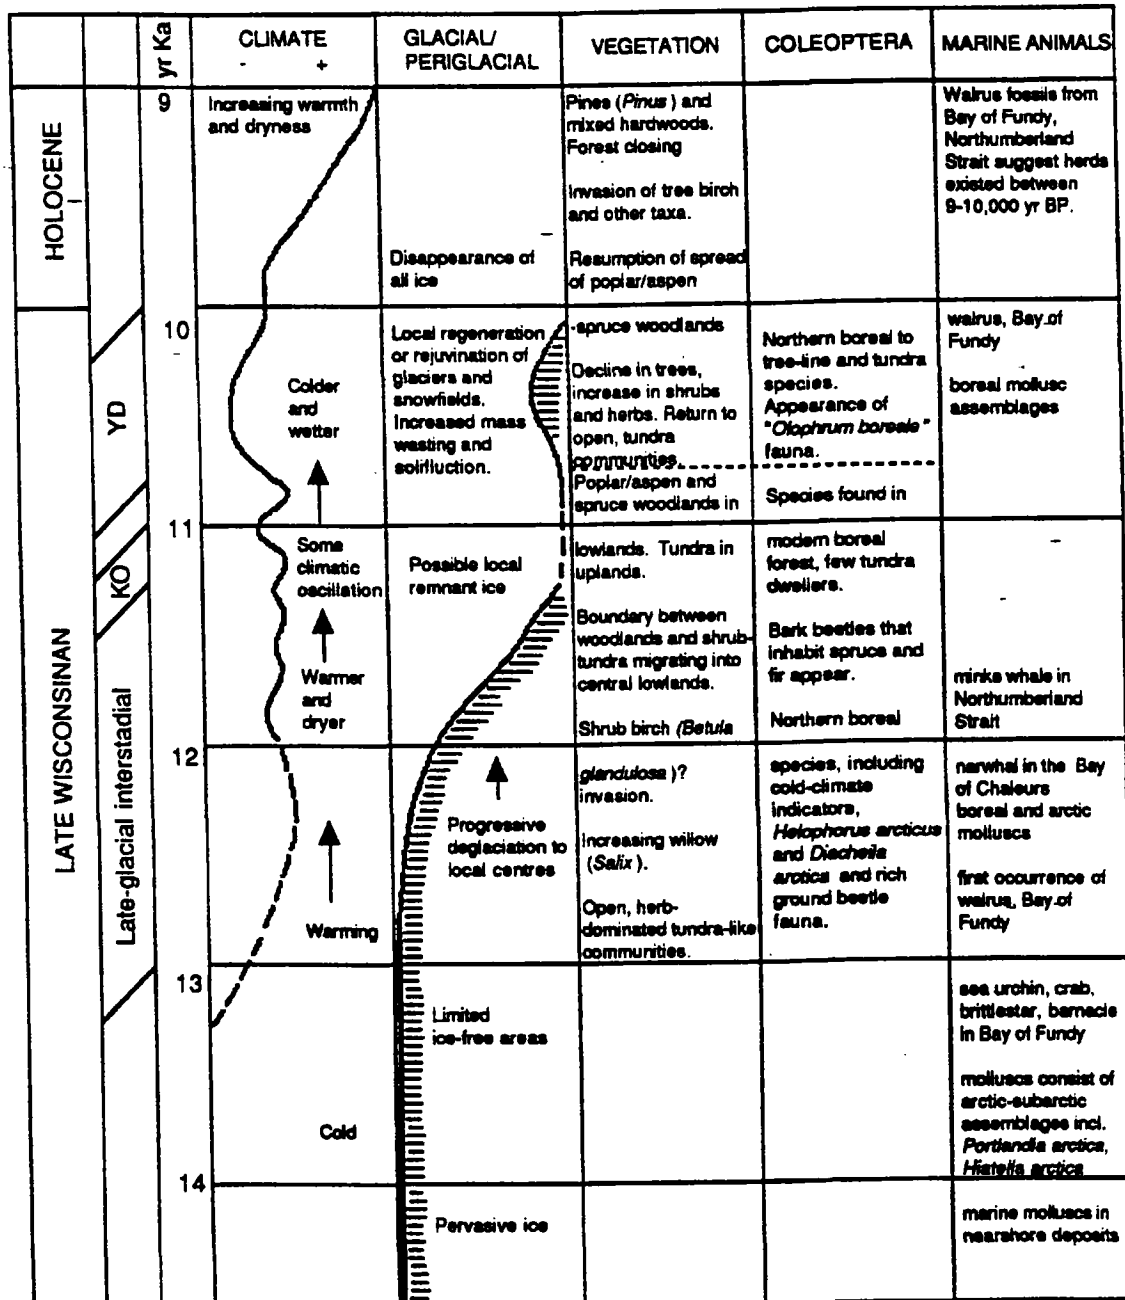 yr Ka
CLIMATE
- +
GLACIAL/
PERIGLACIAL
VEGETATION
COLEOPTERA
MARINE ANIMALS
HOLOCENE
LATE WISCONSINAN
YD
KO
Late-glacial interstadial
9
10
11
12
13
14
Increasing warmth
and dryness
Colder
and
wetter
Some
climatic
oscillation
Warmer
and
dryer
Warming
Cold
Disappearance of
all ice
Local regeneration
or rejuvination of
glaciers and
snowfields.
Increased mass
wasting and
solifluction.
Possible local
remnant ice
Progressive
deglaciation to
local centres
Limited
ice-free areas
Pervasive ice
Pines (Pinus) and
mixed hardwoods.
Forest closing
Invasion of tree birch
and other taxa.
Resumption of spread
of poplar/aspen
-spruce woodlands
Decline in trees,
increase in shrubs
and herbs. Return to
open, tundra
communities.
Poplar/aspen and
spruce woodlands in
lowlands. Tundra in
uplands.
Boundary between
woodlands and shrub-
tundra migrating into
central lowlands.
Shrub birch (Betula
glandulosa)?
invasion.
Increasing willow
(Salix).
Open, herb-
dominated tundra-like
communities.
Northern boreal to
tree-line and tundra
species.
Appearance of
"Olophrum boreale"
fauna.
Species found in
modern boreal
forest, few tundra
dwellers.
Bark beetles that
inhabit spruce and
fir appear.
Northern boreal
species, including
cold-climate
indicators,
Helophorus arcticus
and Diacheila
arctica and rich
ground beetle
fauna.
Walrus fossils from
Bay of Fundy,
Northumberland
Strait suggest herds
existed between
9-10,000 yr BP.
walrus, Bay of
Fundy
boreal mollusc
assemblages
minke whale in
Northumberland
Strait
narwhal in the Bay
of Chaleurs
boreal and arctic
molluscs
first occurrence of
walrus, Bay of
Fundy
sea urchin, crab,
brittlestar, barnacle
in Bay of Fundy
molluscs consist of
arctic-subarctic
assemblages incl.
Portlandia arctica,
Hiatella arctica
marine molluscs in
nearshore deposits